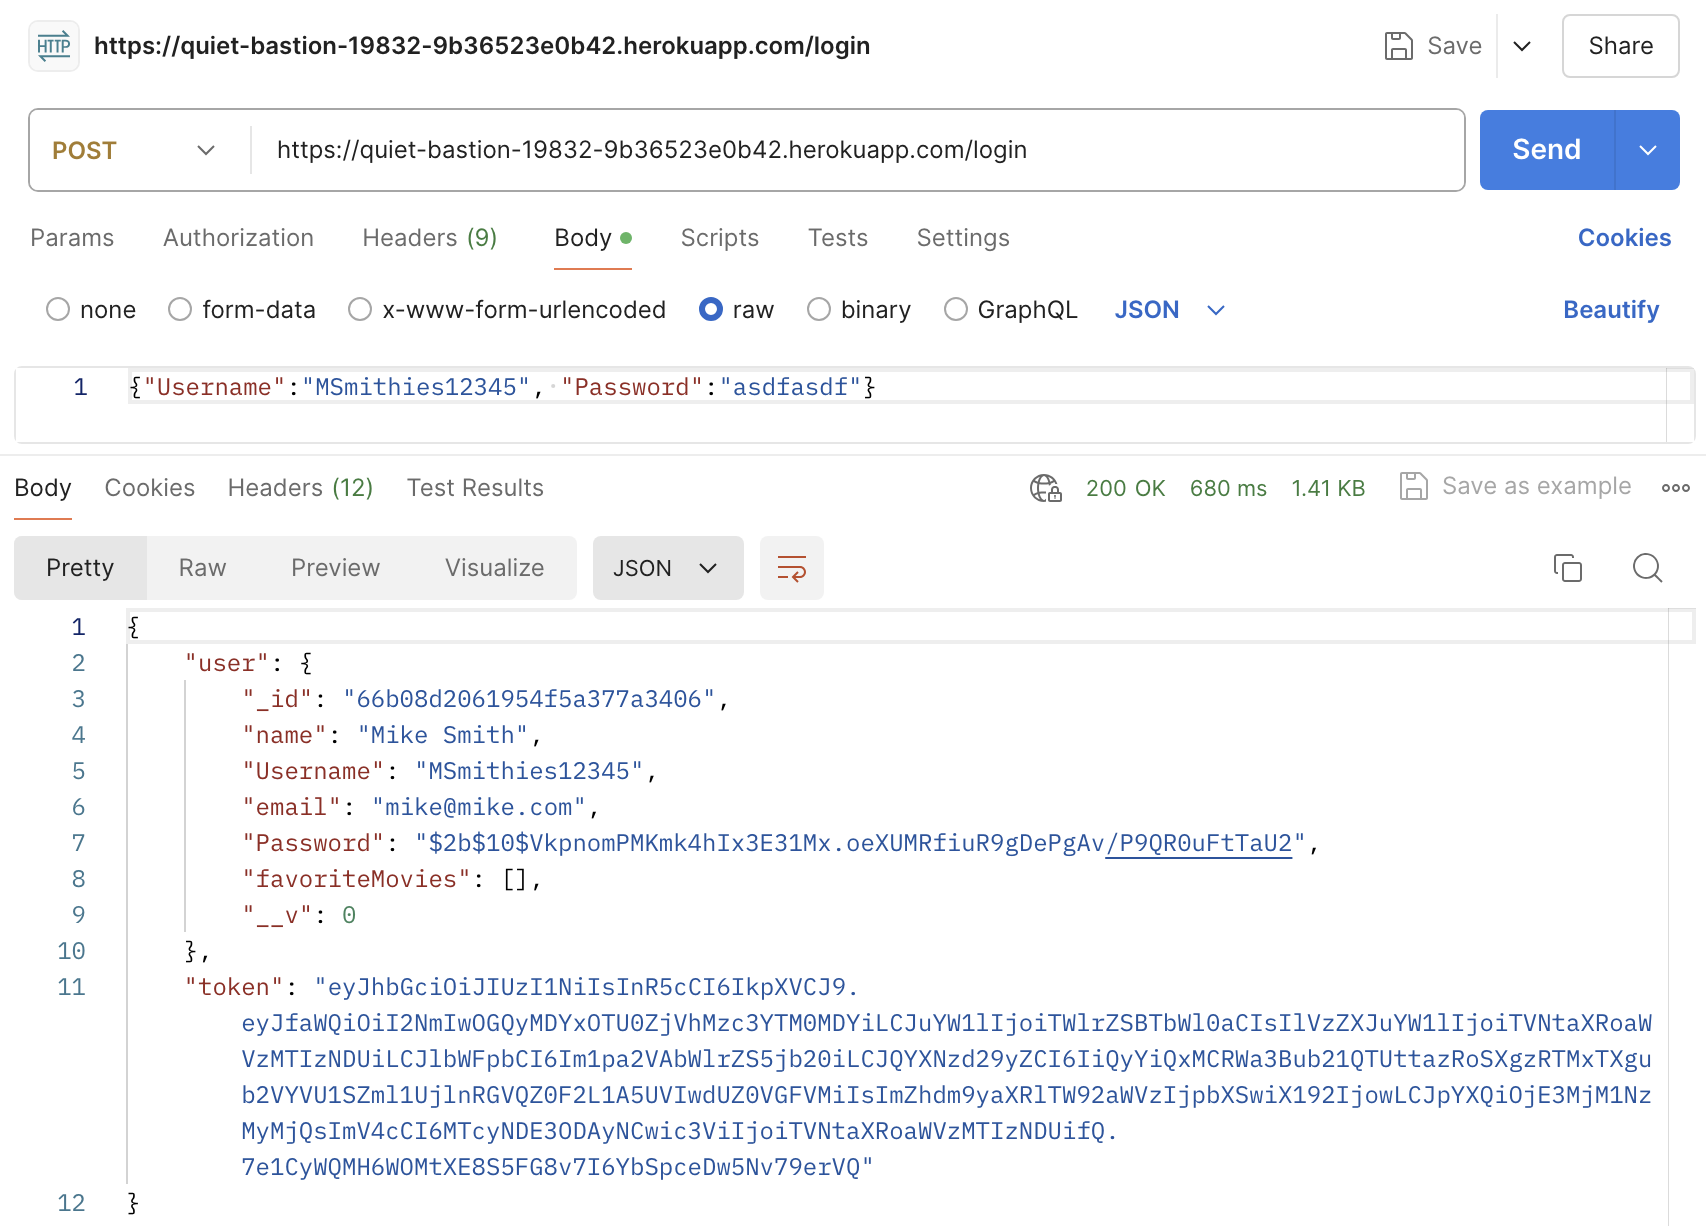 HTTP https://quiet-bastion-19832-9b36523e0b42.herokuapp.com/login Save Share
POST https://quiet-bastion-19832-9b36523e0b42.herokuapp.com/login Send
Params Authorization Headers (9) Body Scripts Tests Settings Cookies
none form-data x-www-form-urlencoded raw binary GraphQL JSON Beautify
1 {"Username":"MSmithies12345", "Password":"asdfasdf"}
Body Cookies Headers (12) Test Results 200 OK 680 ms 1.41 KB Save as example
Pretty Raw Preview Visualize JSON
1 {
2 "user": {
3 "_id": "66b08d2061954f5a377a3406",
4 "name": "Mike Smith",
5 "Username": "MSmithies12345",
6 "email": "mike@mike.com",
7 "Password": "$2b$10$VkpnomPMKmk4hIx3E31Mx.oeXUMRfiuR9gDePgAv/P9QR0uFtTaU2",
8 "favoriteMovies": [],
9 "__v": 0
10 },
11 "token": "eyJhbGciOiJIUzI1NiIsInR5cCI6IkpXVCJ9.
eyJfaWQiOiI2NmIwOGQyMDYxOTU0ZjVhMzc3YTM0MDYiLCJuYW1lIjoiTWlrZSBTbWl0aCIsIlVzZXJuYW1lIjoiTVNtaXRoaW
VzMTIzNDUiLCJlbWFpbCI6Im1pa2VAbWlrZS5jb20iLCJQYXNzd29yZCI6IiQyYiQxMCRWa3Bub21QTUttazRoSXgzRTMxTXgu
b2VYVU1SZml1UjlnRGVQZ0F2L1A5UVIwdUZ0VGFVMiIsImZhdm9yaXRlTW92aWVzIjpbXSwiX192IjowLCJpYXQiOjE3MjM1Nz
MyMjQsImV4cCI6MTcyNDE3ODAyNCwic3ViIjoiTVNtaXRoaWVzMTIzNDUifQ.
7e1CyWQMH6WOMtXE8S5FG8v7I6YbSpceDw5Nv79erVQ"
12 }